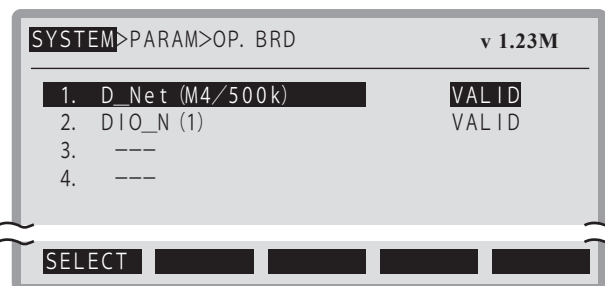 SYSTEM>PARAM>OP. BRD v 1.23M
1. D_Net (M4/500k) VALID
2. DIO_N (1) VALID
3. ---
4. ---
SELECT